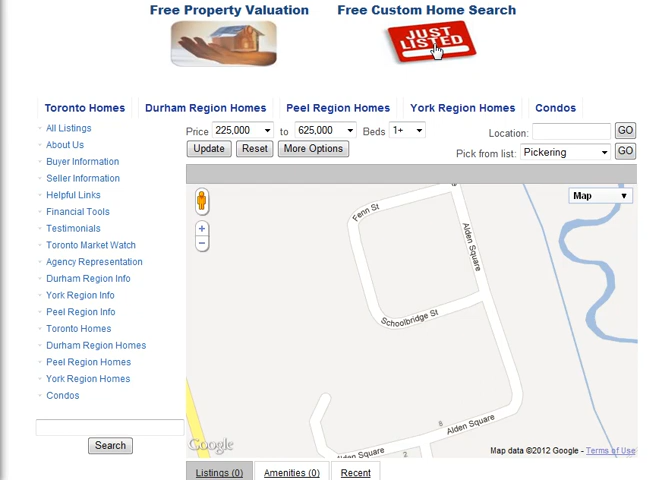 Free Property Valuation
Free Custom Home Search
JUST
LISTED
Toronto Homes
Durham Region Homes
Peel Region Homes
York Region Homes
Condos
All Listings
About Us
Buyer Information
Seller Information
Helpful Links
Financial Tools
Testimonials
Toronto Market Watch
Agency Representation
Durham Region Info
York Region Info
Peel Region Info
Toronto Homes
Durham Region Homes
Peel Region Homes
York Region Homes
Condos
Search
Price 225,000 to 625,000 Beds 1+
Update Reset More Options
Location: GO
Pick from list: Pickering GO
Map
+
−
Fenn St
Alden Square
Schoolbridge St
6
Alden Square
2
Alden Square
Google
Map data ©2012 Google - Terms of Use
Listings (0)
Amenities (0)
Recent